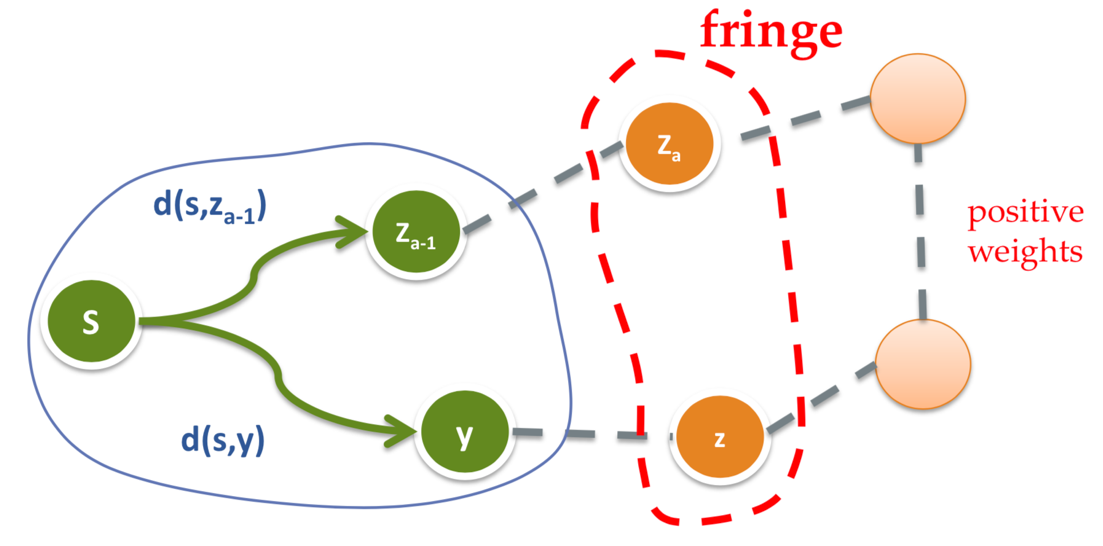 fringe
Za
d(s,za-1)
Za-1
positive
weights
S
d(s,y)
y
z